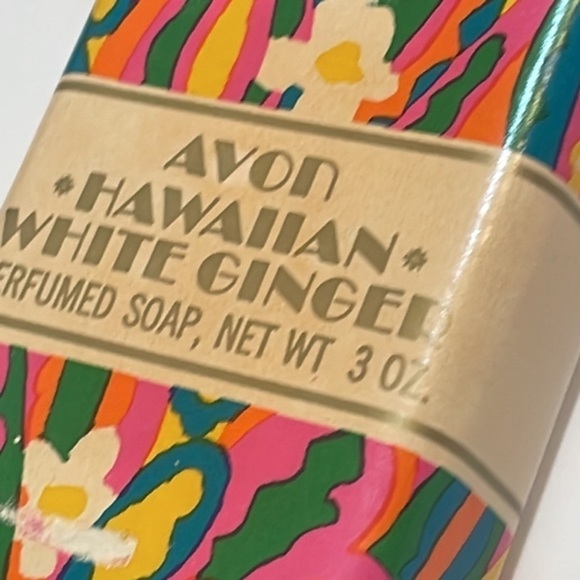 AVON
*HAWAIIAN*
WHITE GINGER
ERFUMED SOAP, NET WT 3 OZ.